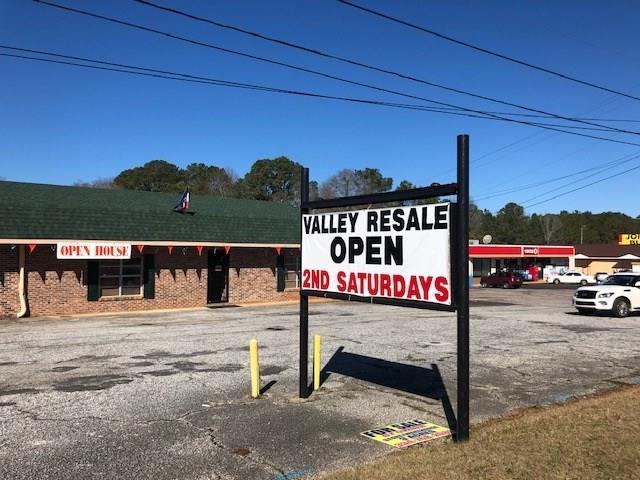 VALLEY RESALE
OPEN
2ND SATURDAYS
OPEN HOUSE
FOR SALE